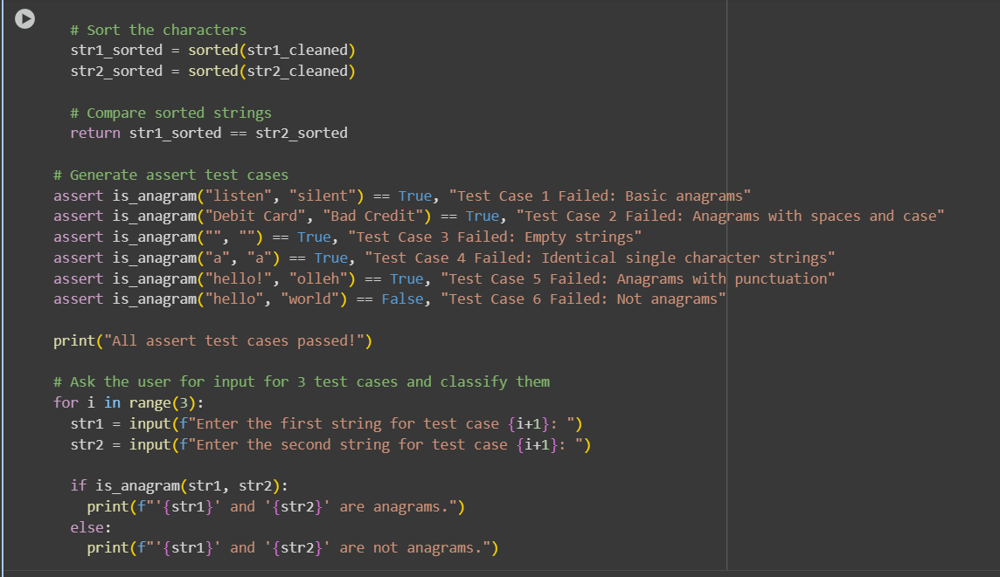 # Sort the characters
str1_sorted = sorted(str1_cleaned)
str2_sorted = sorted(str2_cleaned)
# Compare sorted strings
return str1_sorted == str2_sorted
# Generate assert test cases
assert is_anagram("listen", "silent") == True, "Test Case 1 Failed: Basic anagrams"
assert is_anagram("Debit Card", "Bad Credit") == True, "Test Case 2 Failed: Anagrams with spaces and case"
assert is_anagram("", "") == True, "Test Case 3 Failed: Empty strings"
assert is_anagram("a", "a") == True, "Test Case 4 Failed: Identical single character strings"
assert is_anagram("hello!", "olleh") == True, "Test Case 5 Failed: Anagrams with punctuation"
assert is_anagram("hello", "world") == False, "Test Case 6 Failed: Not anagrams"
print("All assert test cases passed!")
# Ask the user for input for 3 test cases and classify them
for i in range(3):
str1 = input(f"Enter the first string for test case {i+1}: ")
str2 = input(f"Enter the second string for test case {i+1}: ")
if is_anagram(str1, str2):
print(f"'{str1}' and '{str2}' are anagrams.")
else:
print(f"'{str1}' and '{str2}' are not anagrams.")